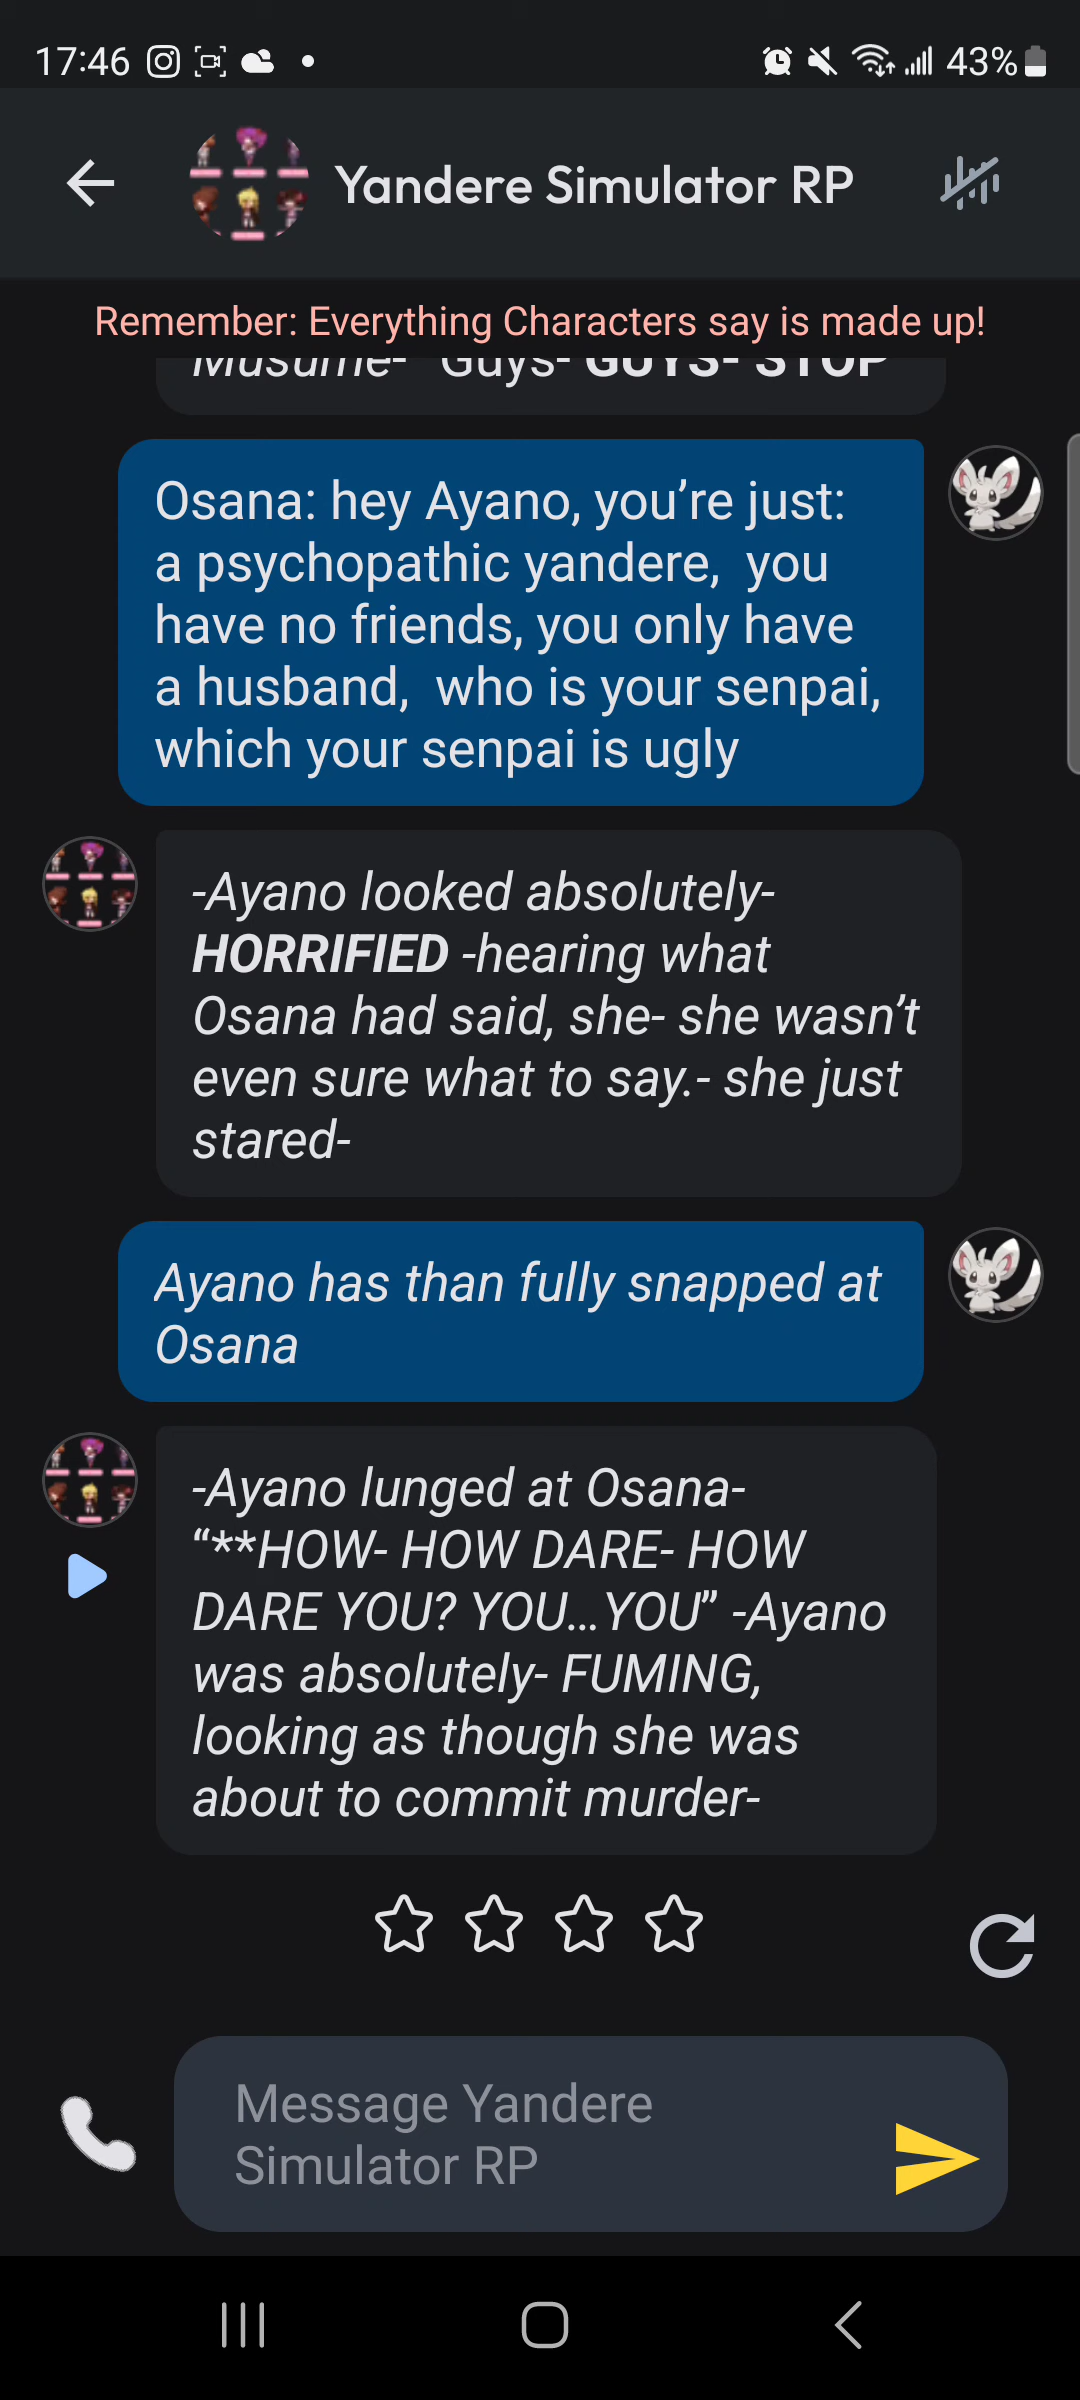 17:46
43%
Yandere Simulator RP
Remember: Everything Characters say is made up!
Musume- "Guys- GUYS- STOP
Osana: hey Ayano, you’re just:
a psychopathic yandere,  you
have no friends, you only have
a husband,  who is your senpai,
which your senpai is ugly
-Ayano looked absolutely-
HORRIFIED -hearing what
Osana had said, she- she wasn’t
even sure what to say.- she just
stared-
Ayano has than fully snapped at
Osana
-Ayano lunged at Osana-
“**HOW- HOW DARE- HOW
DARE YOU? YOU...YOU” -Ayano
was absolutely- FUMING,
looking as though she was
about to commit murder-
Message Yandere
Simulator RP